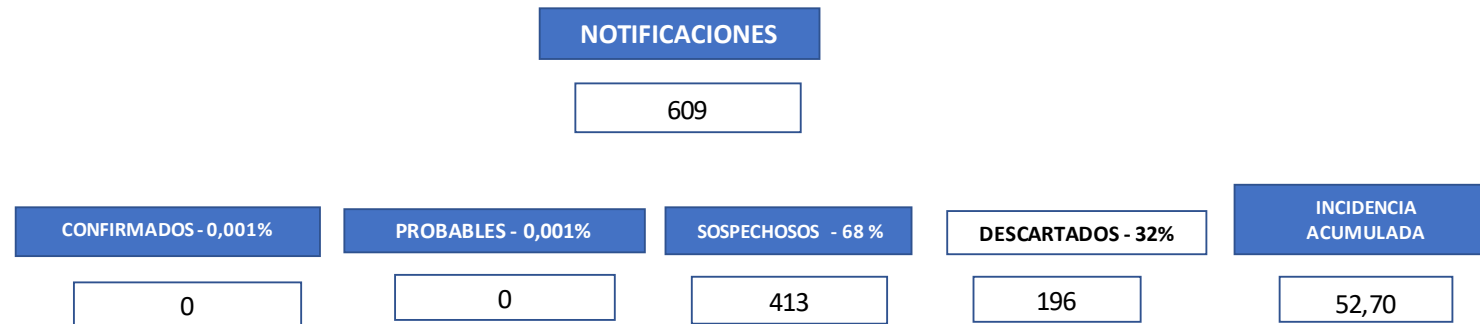 NOTIFICACIONES
609
CONFIRMADOS - 0,001%
PROBABLES - 0,001%
SOSPECHOSOS - 68 %
DESCARTADOS - 32%
INCIDENCIA
ACUMULADA
0
0
413
196
52,70